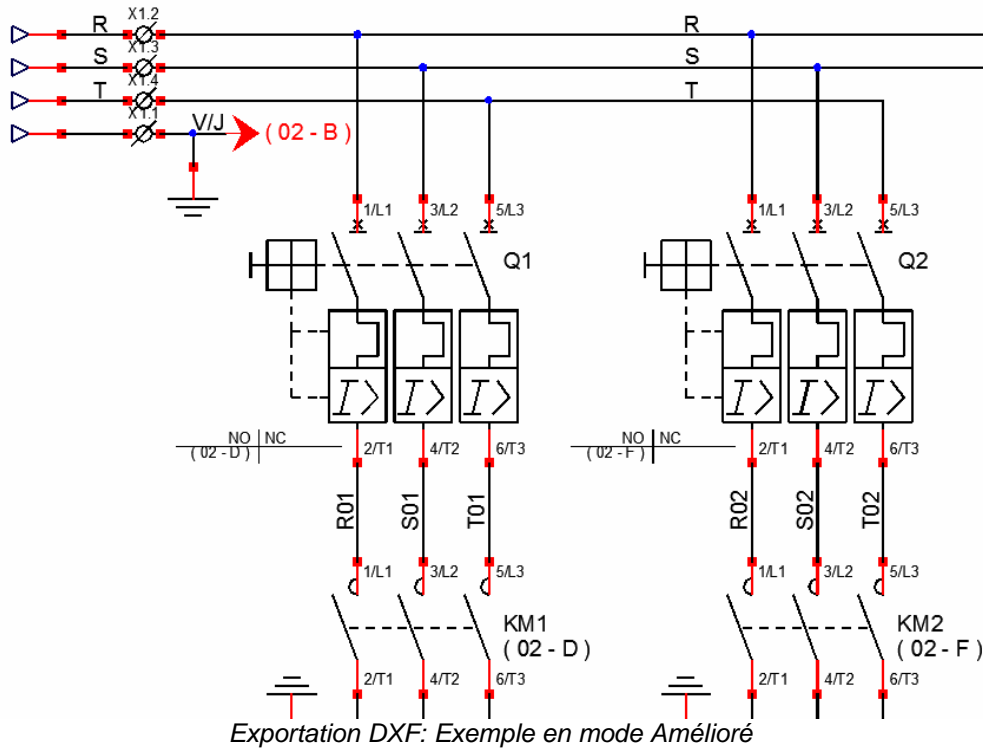 X1.2
R R
X1.3
S S
X1.4
T T
X1.1
V/J ( 02 - B )
1/L1 3/L2 5/L3 1/L1 3/L2 5/L3
Q1 Q2
I> I> I> I> I> I>
NO NC NO NC
( 02 - D ) ( 02 - F )
2/T1 4/T2 6/T3 2/T1 4/T2 6/T3
R01 S01 T01 R02 S02 T02
1/L1 3/L2 5/L3 1/L1 3/L2 5/L3
KM1 KM2
( 02 - D ) ( 02 - F )
2/T1 4/T2 6/T3 2/T1 4/T2 6/T3
Exportation DXF: Exemple en mode Amélioré